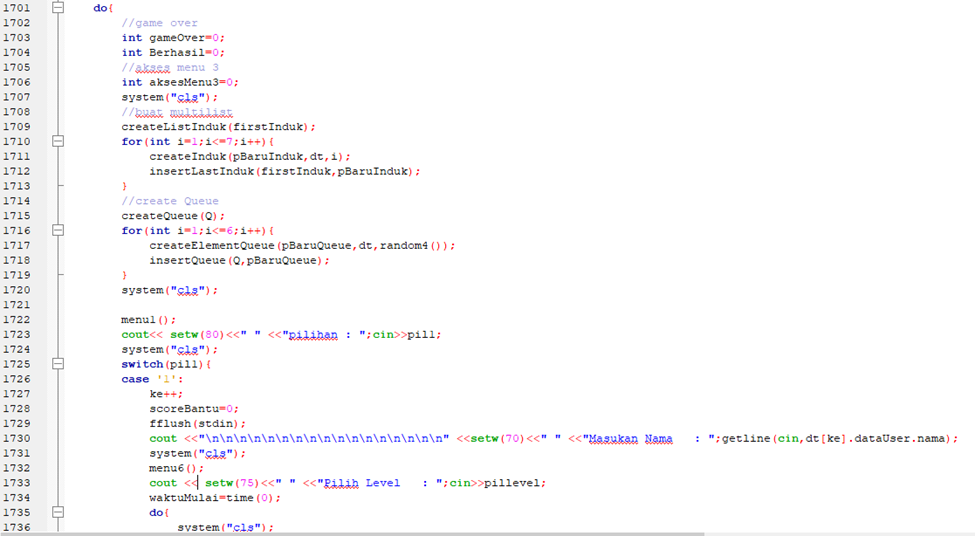 1701 do{
1702 //game over
1703 int gameOver=0;
1704 int Berhasil=0;
1705 //akses menu 3
1706 int aksesMenu3=0;
1707 system("cls");
1708 //buat multilist
1709 createListInduk(firstInduk);
1710 for(int i=1;i<=7;i++){
1711 createInduk(pBaruInduk,dt,i);
1712 insertLastInduk(firstInduk,pBaruInduk);
1713 }
1714 //create Queue
1715 createQueue(Q);
1716 for(int i=1;i<=6;i++){
1717 createElementQueue(pBaruQueue,dt,random4());
1718 insertQueue(Q,pBaruQueue);
1719 }
1720 system("cls");
1721
1722 menu1();
1723 cout<< setw(80)<<" " <<"pilihan : ";cin>>pil1;
1724 system("cls");
1725 switch(pil1){
1726 case '1':
1727 ke++;
1728 scoreBantu=0;
1729 fflush(stdin);
1730 cout <<"\n\n\n\n\n\n\n\n\n\n\n\n\n\n\n\n\n" <<setw(70)<<" " <<"Masukan Nama : ";getline(cin,dt[ke].dataUser.nama);
1731 system("cls");
1732 menu6();
1733 cout << setw(75)<<" " <<"Pilih Level : ";cin>>pillevel;
1734 waktuMulai=time(0);
1735 do{
1736 system("cls");